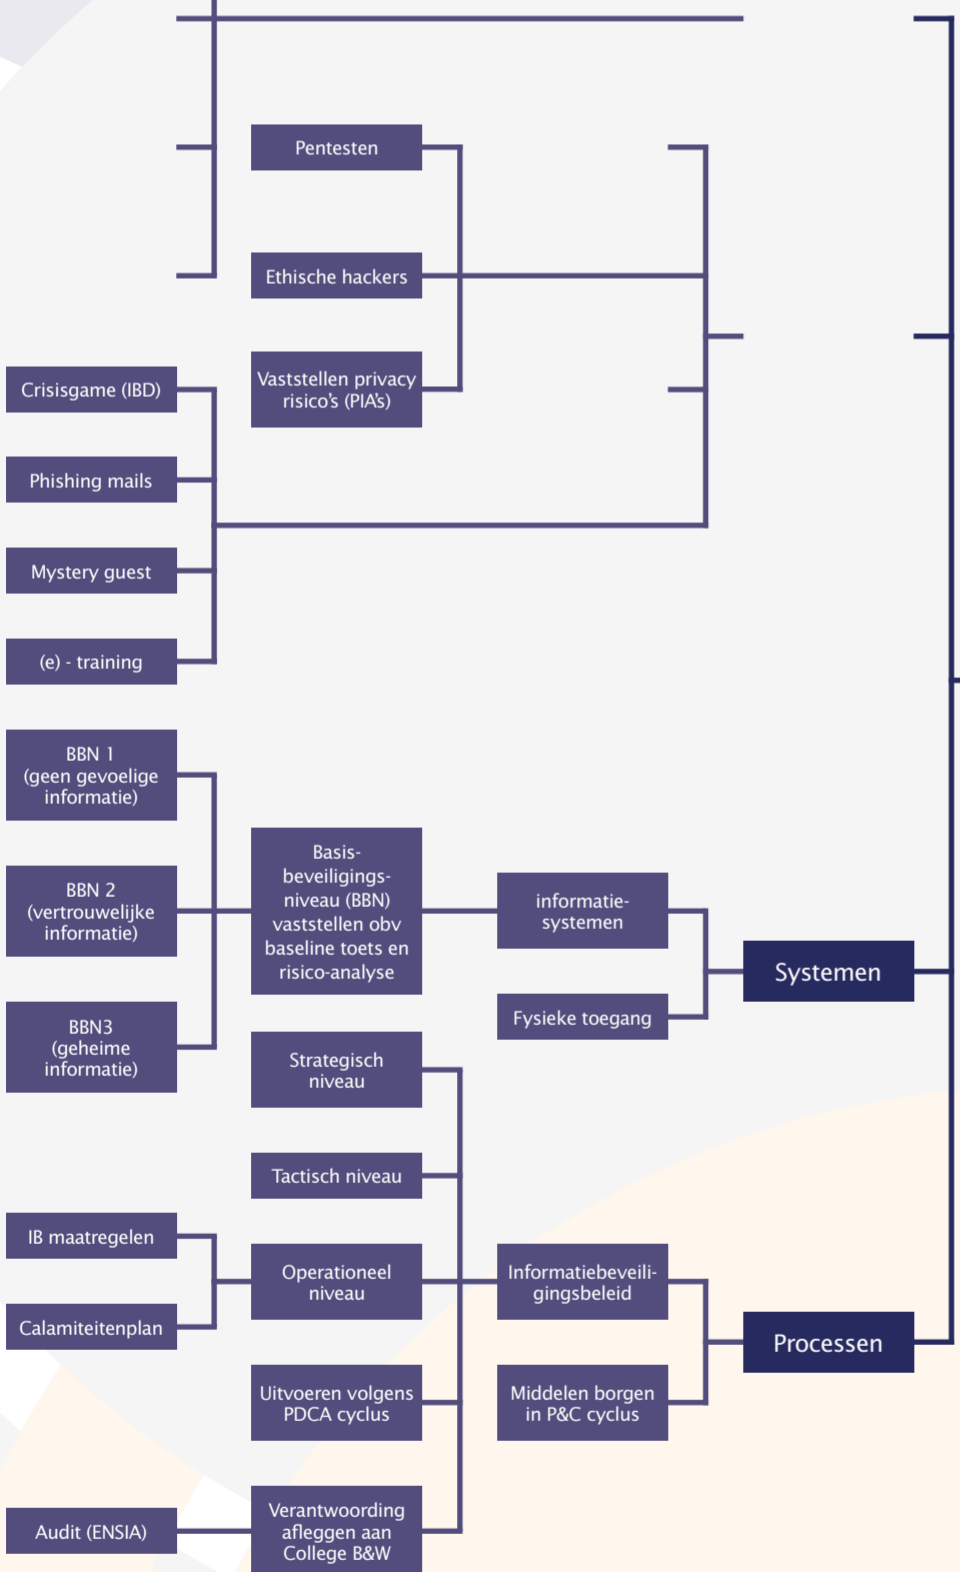 Pentesten
Ethische hackers
Vaststellen privacy
risico's (PIA's)
Crisisgame (IBD)
Phishing mails
Mystery guest
(e) - training
BBN 1
(geen gevoelige
informatie)
BBN 2
(vertrouwelijke
informatie)
BBN3
(geheime
informatie)
Basis-
beveiligings-
niveau (BBN)
vaststellen obv
baseline toets en
risico-analyse
informatie-
systemen
Fysieke toegang
Systemen
Strategisch
niveau
Tactisch niveau
IB maatregelen
Calamiteitenplan
Operationeel
niveau
Informatiebeveili-
gingsbeleid
Processen
Uitvoeren volgens
PDCA cyclus
Middelen borgen
in P&C cyclus
Audit (ENSIA)
Verantwoording
afleggen aan
College B&W